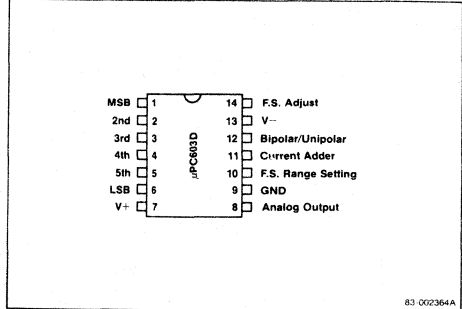 MSB 1 14 F.S. Adjust
2nd 2 13 V−
3rd 3 12 Bipolar/Unipolar
4th 4 11 Current Adder
5th 5 10 F.S. Range Setting
LSB 6 9 GND
V+ 7 8 Analog Output
μPC603D
83-002364A